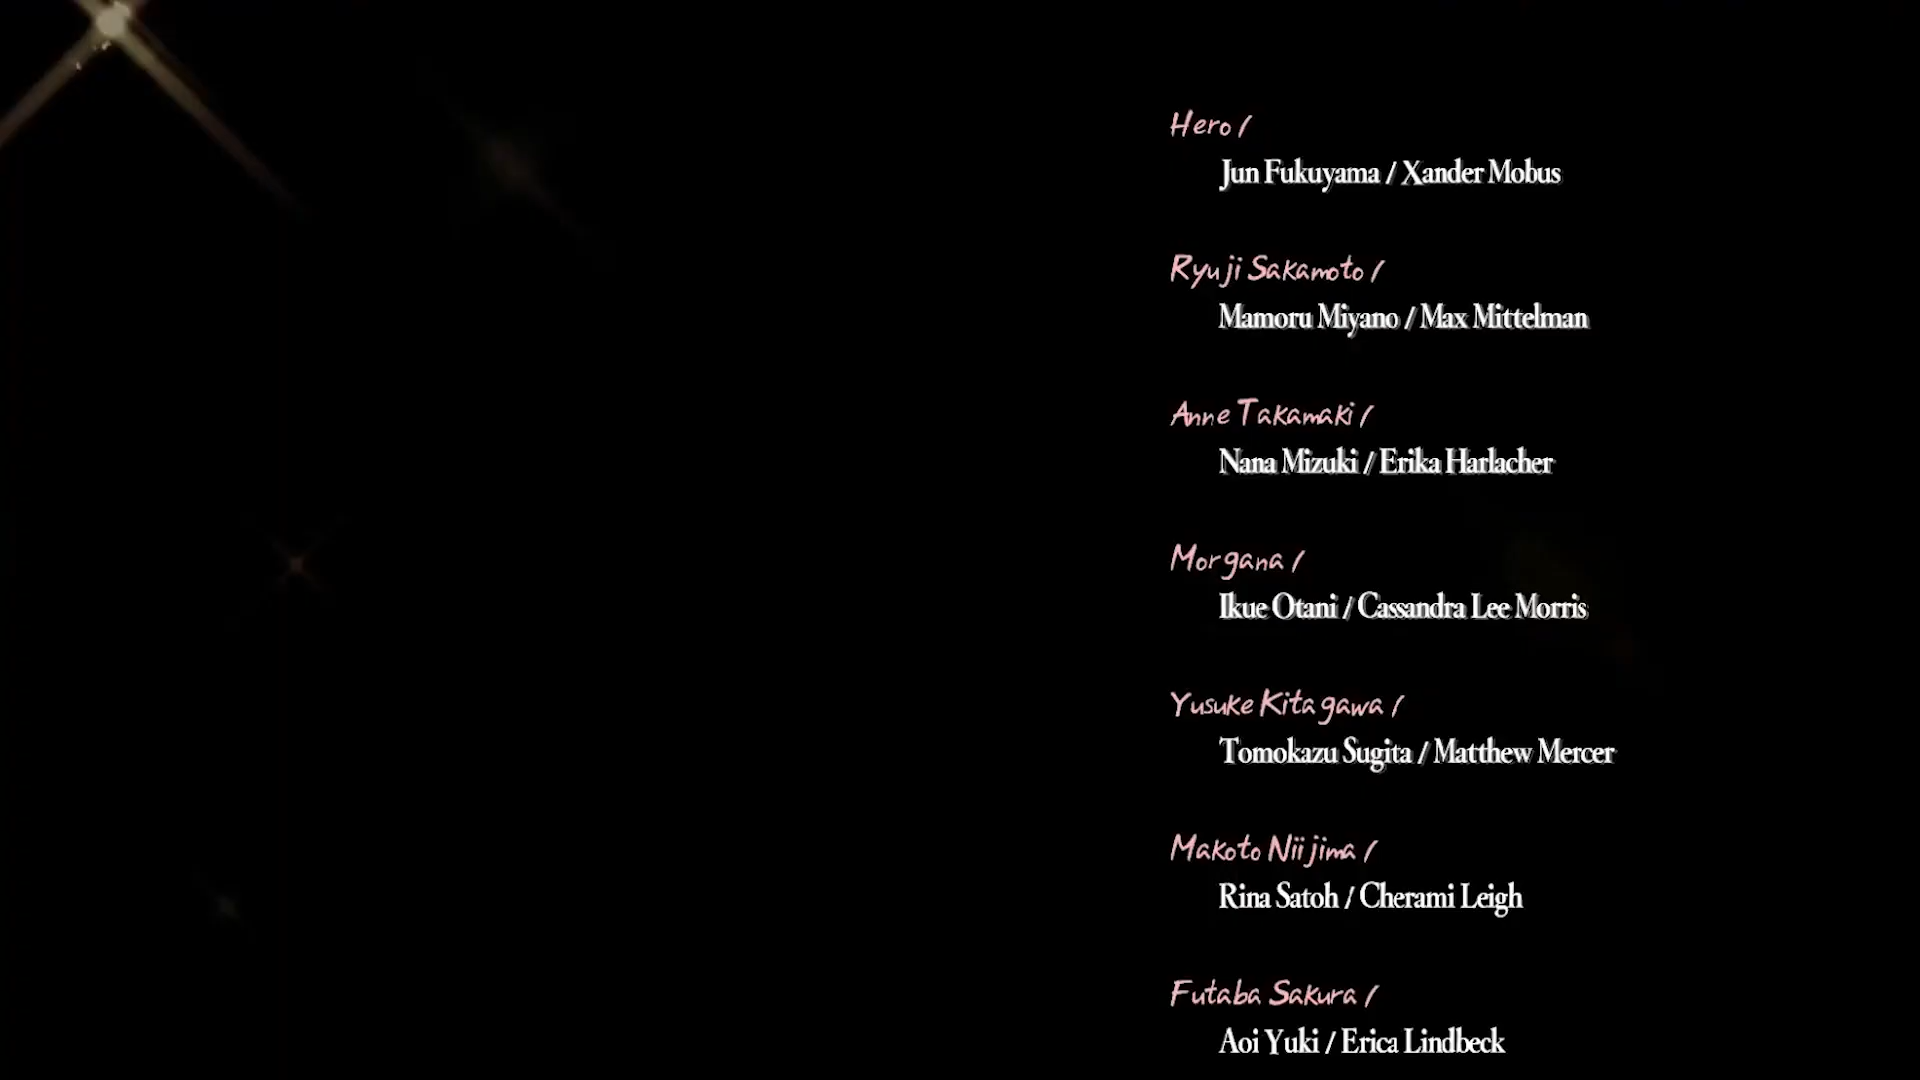 Hero /
Jun Fukuyama / Xander Mobus
Ryuji Sakamoto /
Mamoru Miyano / Max Mittelman
Anne Takamaki /
Nana Mizuki / Erika Harlacher
Morgana /
Ikue Otani / Cassandra Lee Morris
Yusuke Kitagawa /
Tomokazu Sugita / Matthew Mercer
Makoto Niijima /
Rina Satoh / Cherami Leigh
Futaba Sakura /
Aoi Yuki / Erica Lindbeck